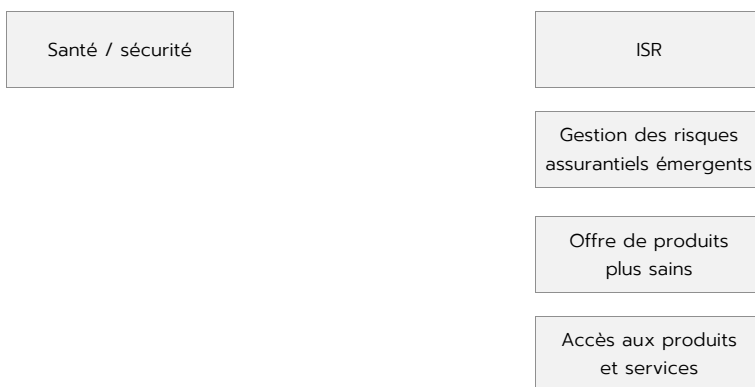 Santé / sécurité
ISR
Gestion des risques
assurantiels émergents
Offre de produits
plus sains
Accès aux produits
et services